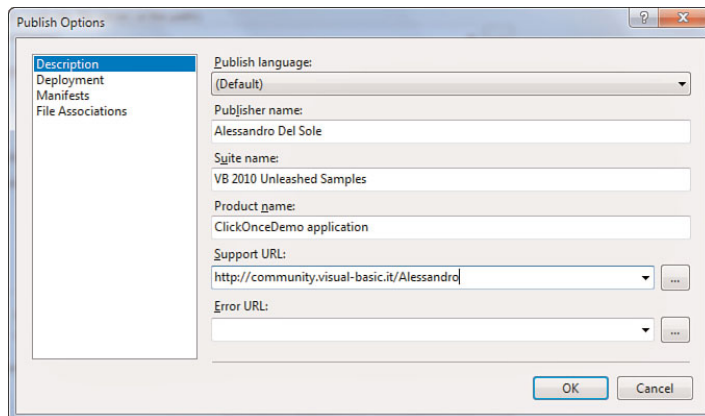 Publish Options
Description
Deployment
Manifests
File Associations
Publish language:
(Default)
Publisher name:
Alessandro Del Sole
Suite name:
VB 2010 Unleashed Samples
Product name:
ClickOnceDemo application
Support URL:
http://community.visual-basic.it/Alessandro
...
Error URL:
...
OK Cancel